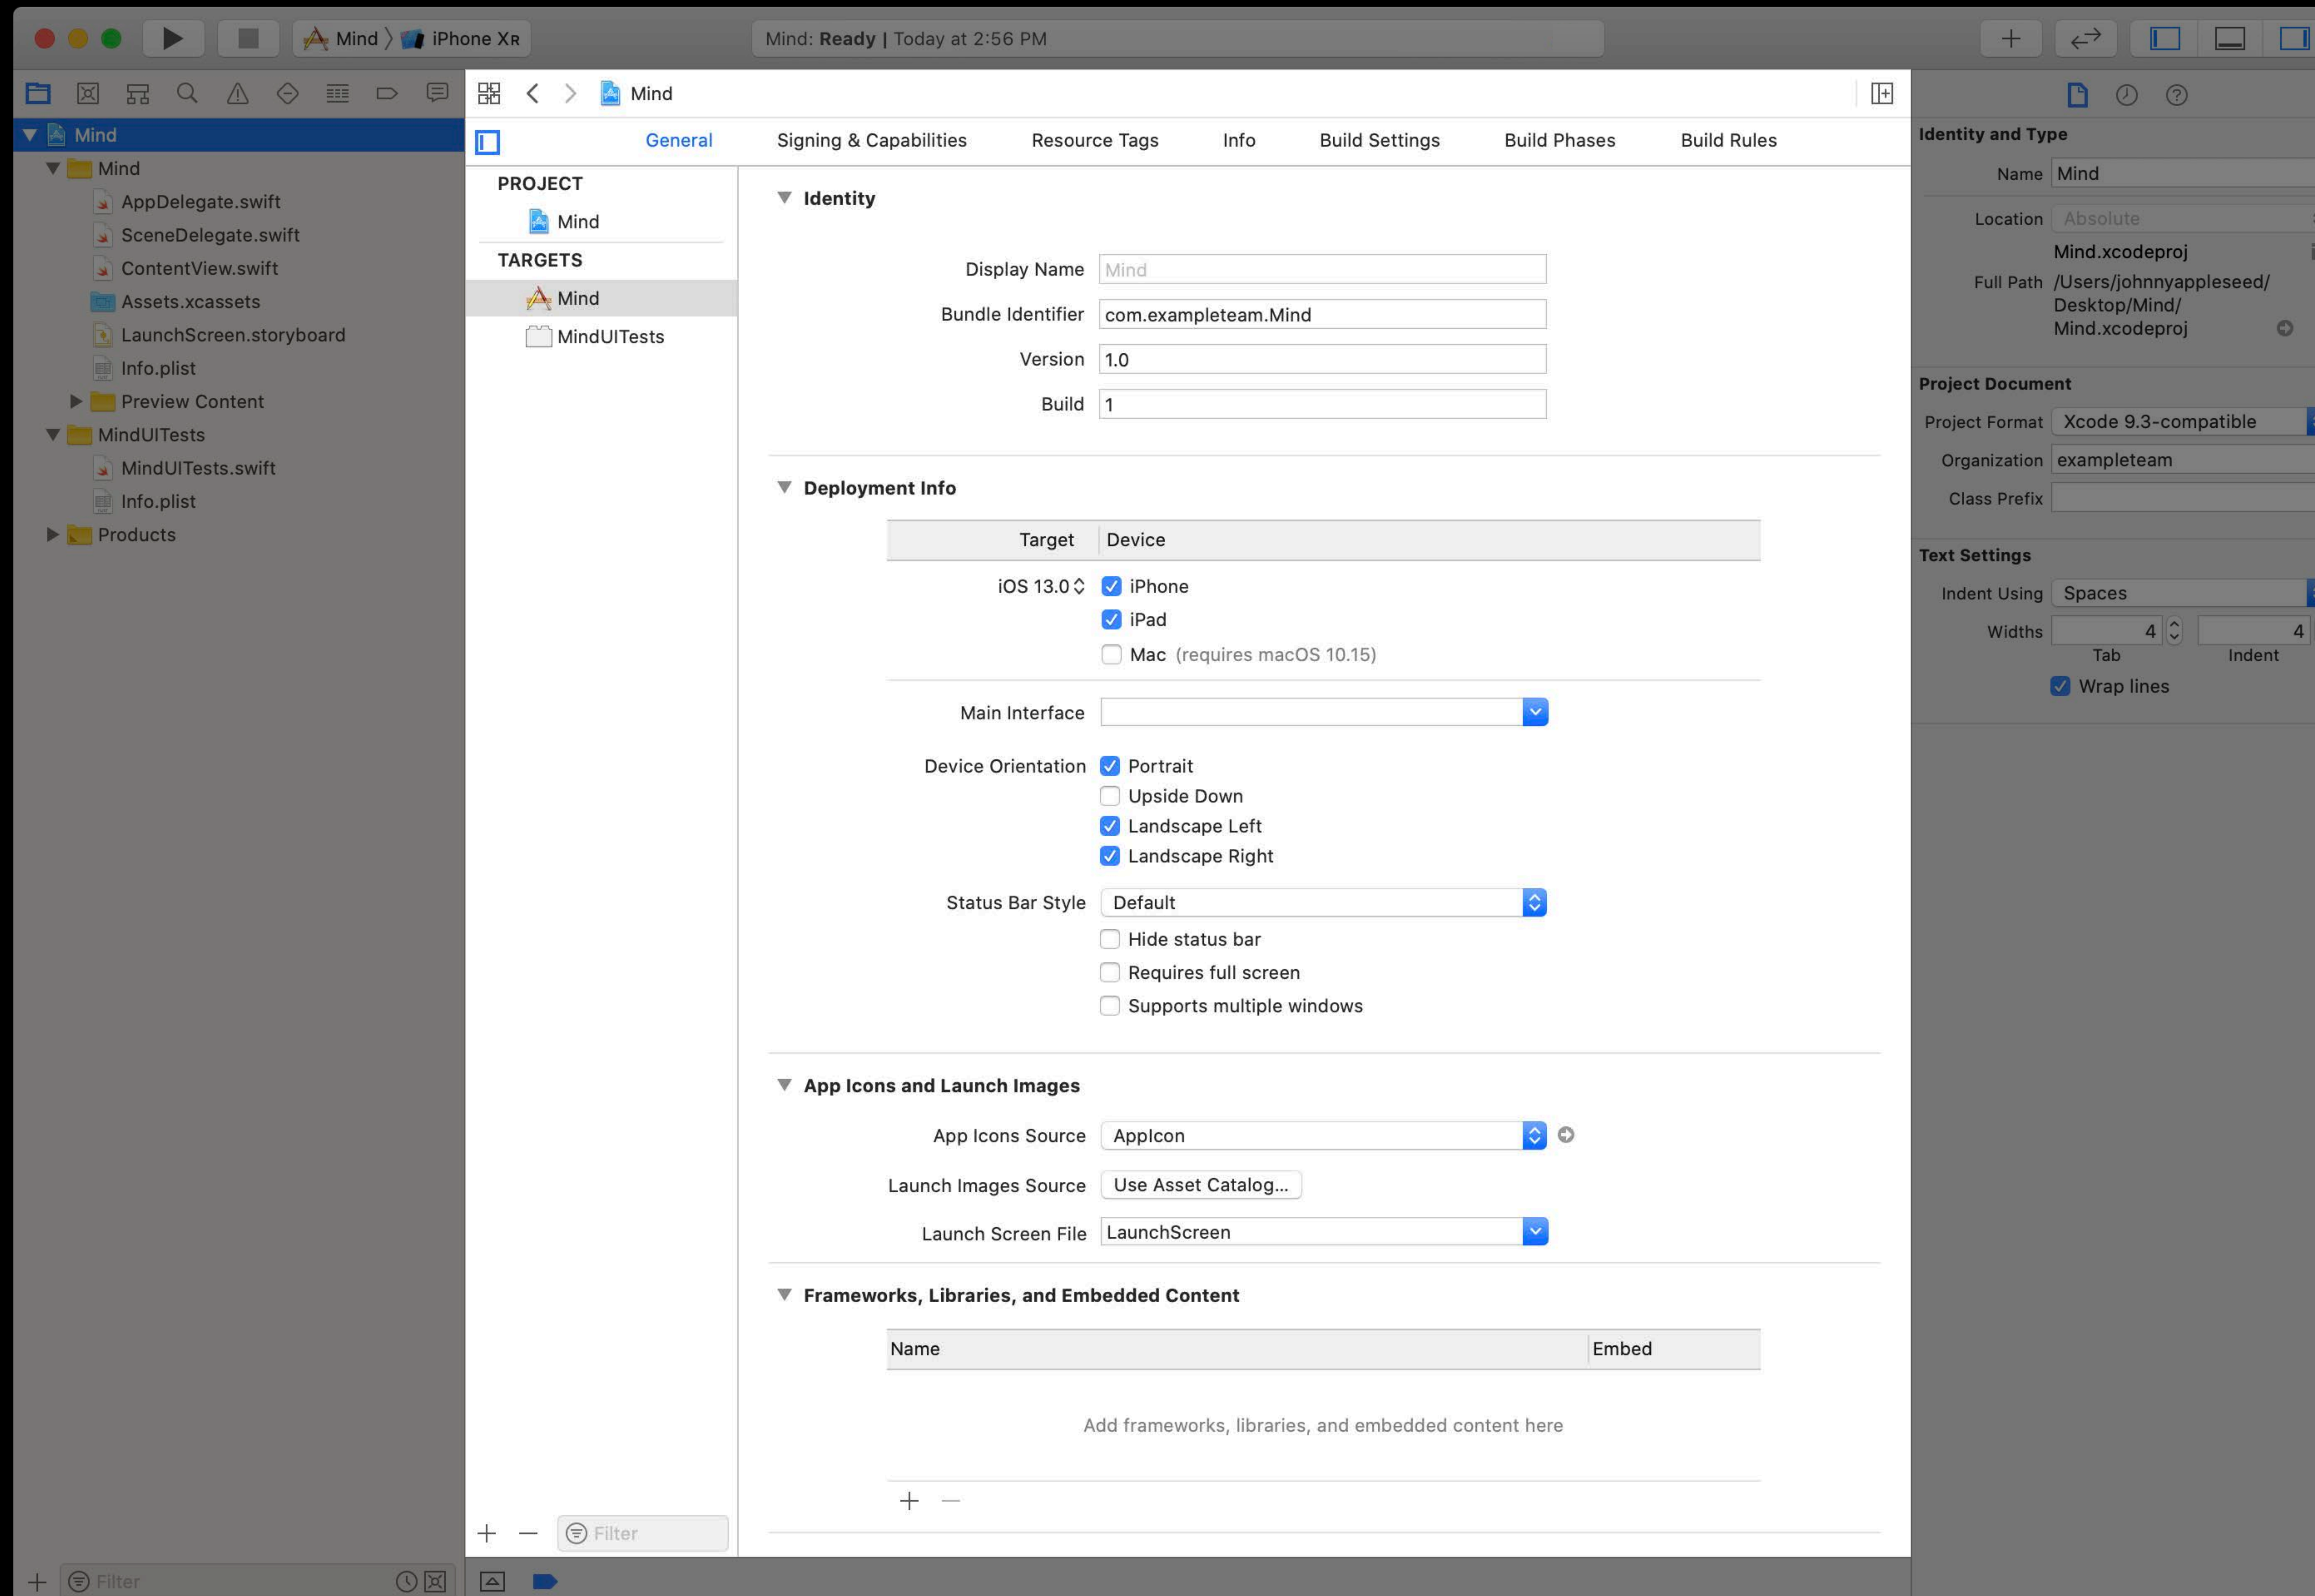 Mind 〉 iPhone XR
Mind: Ready | Today at 2:56 PM
Mind
Mind
AppDelegate.swift
SceneDelegate.swift
ContentView.swift
Assets.xcassets
LaunchScreen.storyboard
Info.plist
Preview Content
MindUITests
MindUITests.swift
Info.plist
Products
Filter
Mind
General Signing & Capabilities Resource Tags Info Build Settings Build Phases Build Rules
PROJECT
Mind
TARGETS
Mind
MindUITests
Filter
Identity
Display Name Mind
Bundle Identifier com.exampleteam.Mind
Version 1.0
Build 1
Deployment Info
Target Device
iOS 13.0 iPhone
iPad
Mac (requires macOS 10.15)
Main Interface
Device Orientation Portrait
Upside Down
Landscape Left
Landscape Right
Status Bar Style Default
Hide status bar
Requires full screen
Supports multiple windows
App Icons and Launch Images
App Icons Source AppIcon
Launch Images Source Use Asset Catalog...
Launch Screen File LaunchScreen
Frameworks, Libraries, and Embedded Content
Name Embed
Add frameworks, libraries, and embedded content here
Identity and Type
Name Mind
Location Absolute
Mind.xcodeproj
Full Path /Users/johnnyappleseed/
Desktop/Mind/
Mind.xcodeproj
Project Document
Project Format Xcode 9.3-compatible
Organization exampleteam
Class Prefix
Text Settings
Indent Using Spaces
Widths 4 4
Tab Indent
Wrap lines